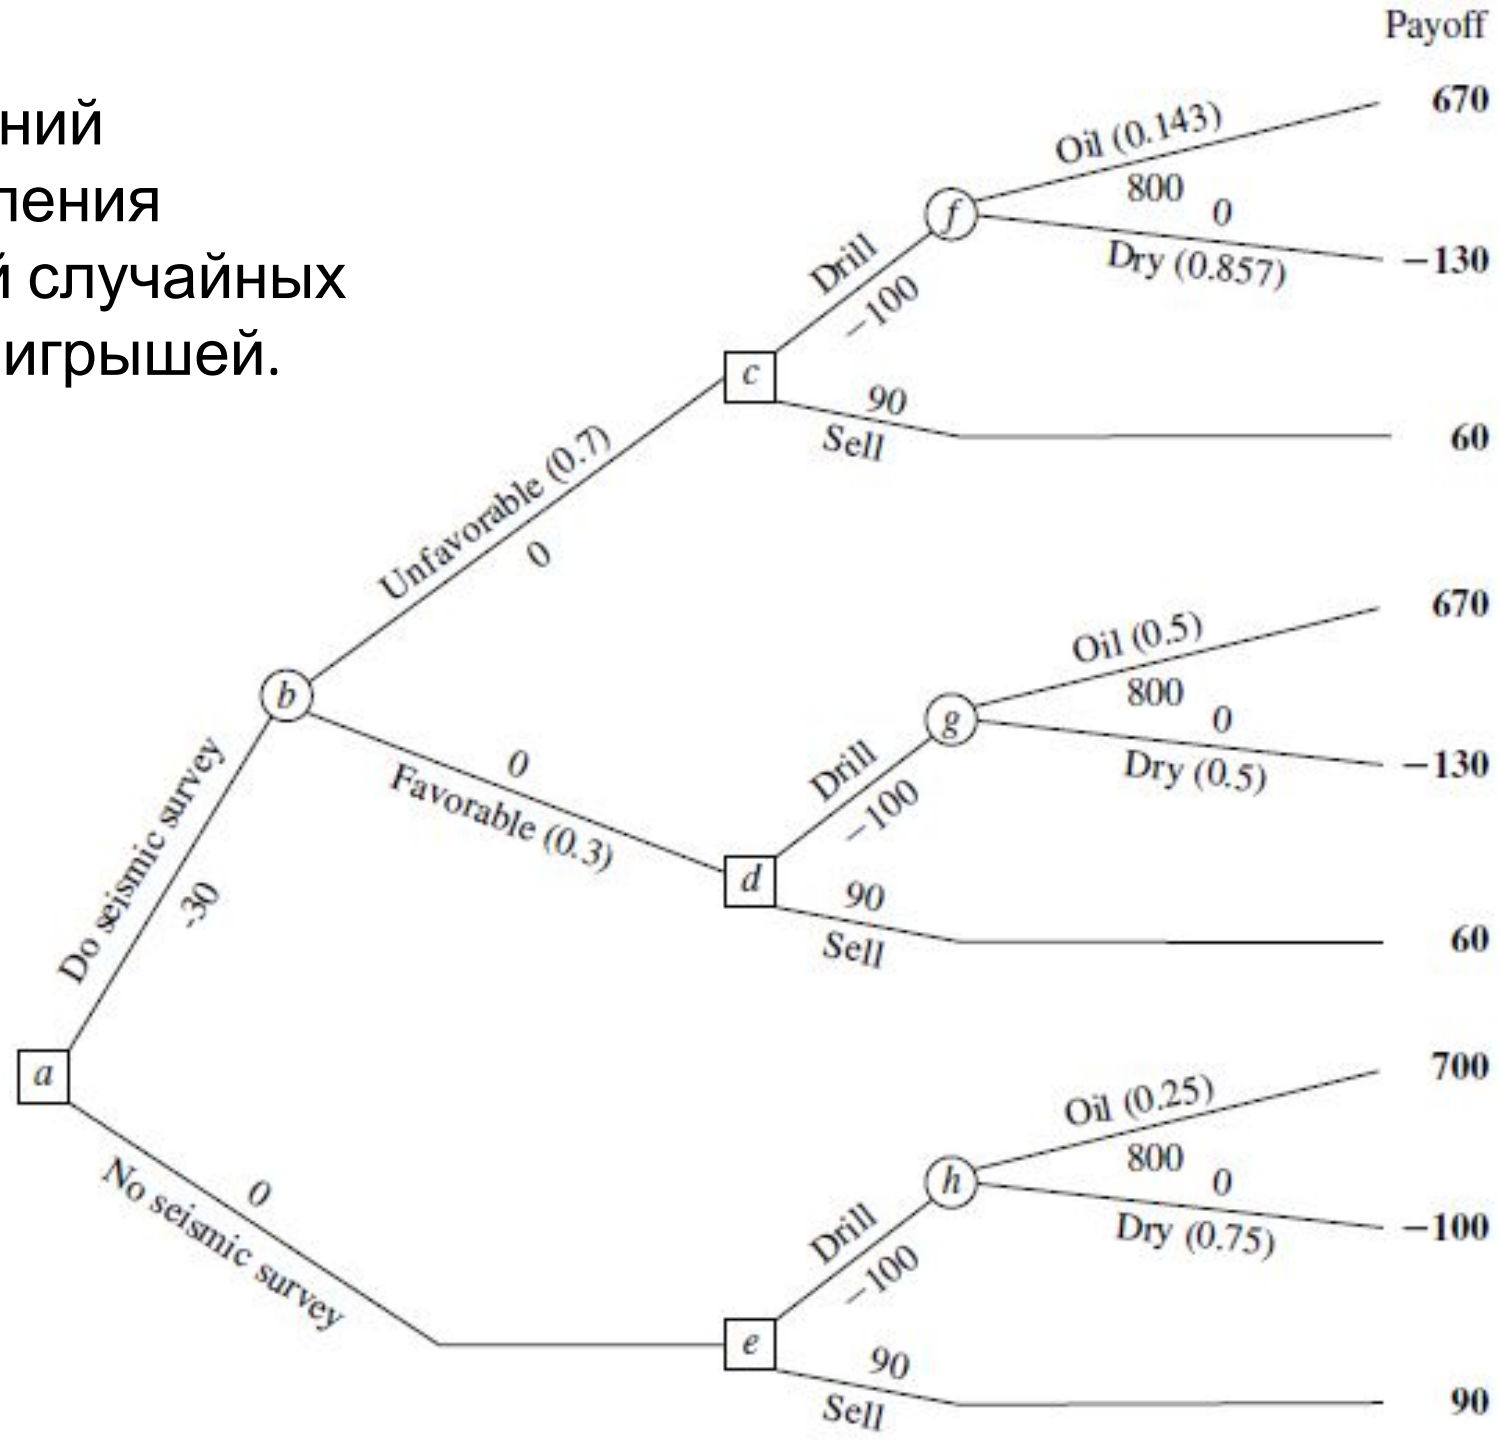 Payoff
ний
ления
й случайных
игрышей.
Oil (0.143)
670
800
0
f
Drill
Dry (0.857)
−130
−100
c
90
Sell
60
Unfavorable (0.7)
0
Oil (0.5)
670
800
0
b
g
Drill
Dry (0.5)
−130
0
Favorable (0.3)
−100
Do seismic survey
-30
d
90
Sell
60
a
Oil (0.25)
700
800
0
h
Drill
Dry (0.75)
−100
0
No seismic survey
−100
e
90
Sell
90